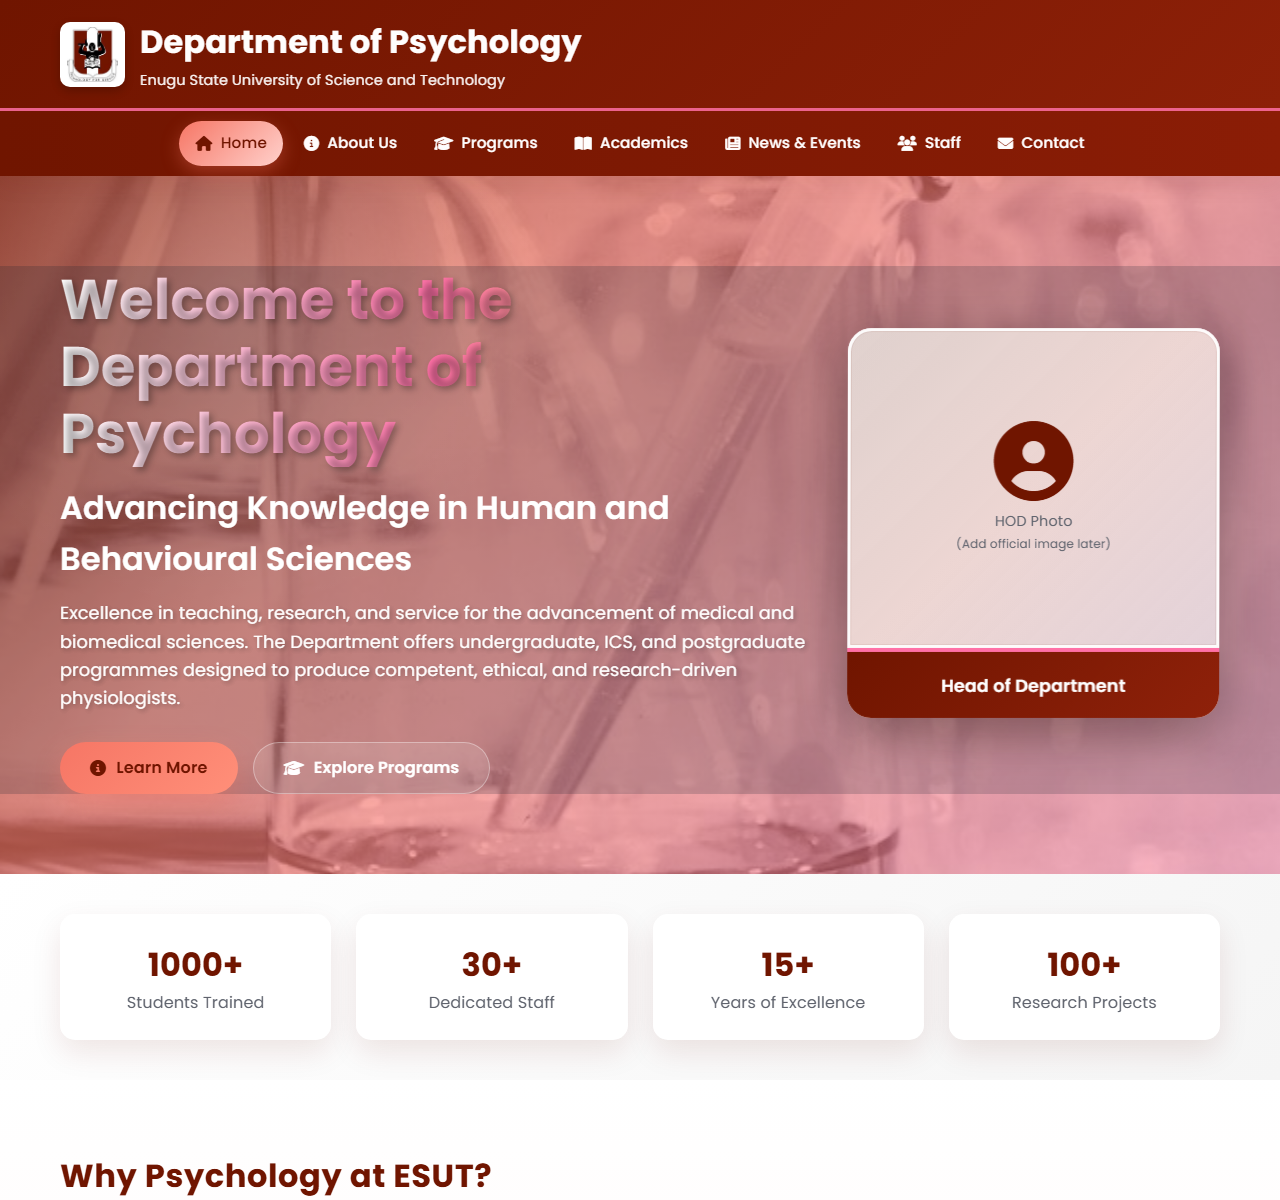 Department of Psychology
Enugu State University of Science and Technology
Home
About Us
Programs
Academics
News & Events
Staff
Contact
Welcome to the
Department of
Psychology
Advancing Knowledge in Human and
Behavioural Sciences
Excellence in teaching, research, and service for the advancement of medical and
biomedical sciences. The Department offers undergraduate, ICS, and postgraduate
programmes designed to produce competent, ethical, and research-driven
physiologists.
Learn More
Explore Programs
HOD Photo
(Add official image later)
Head of Department
1000+
Students Trained
30+
Dedicated Staff
15+
Years of Excellence
100+
Research Projects
Why Psychology at ESUT?